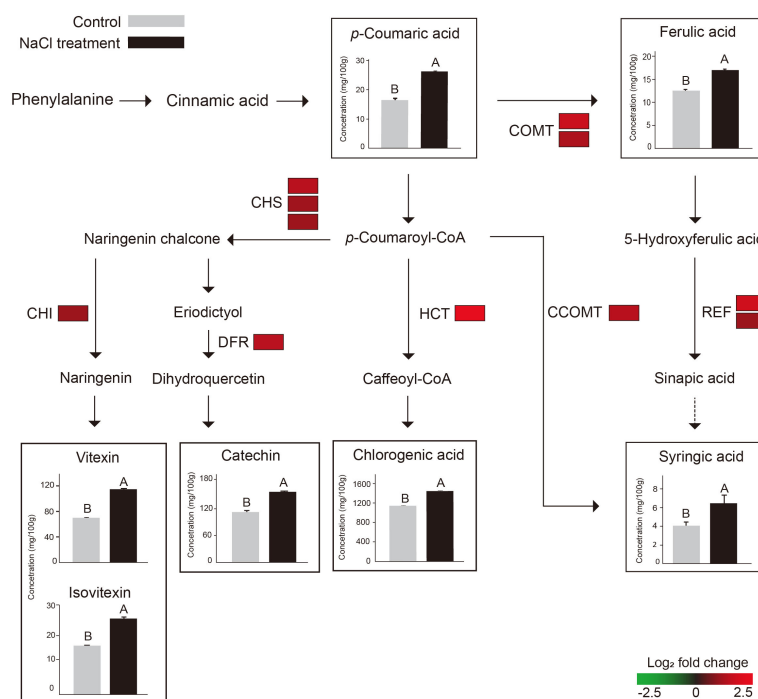 Control
NaCl treatment
p-Coumaric acid
Concetration (mg/100g)
30
20
10
0
B
A
Ferulic acid
Concetration (mg/100g)
20
15
10
5
0
B
A
Phenylalanine
Cinnamic acid
COMT
CHS
Naringenin chalcone
p-Coumaroyl-CoA
5-Hydroxyferulic acid
CHI
Eriodictyol
HCT
CCOMT
REF
DFR
Naringenin
Dihydroquercetin
Caffeoyl-CoA
Sinapic acid
Vitexin
Concetration (mg/100g)
120
80
40
0
B
A
Isovitexin
30
20
10
0
B
A
Catechin
Concetration (mg/100g)
180
120
60
0
B
A
Chlorogenic acid
Concetration (mg/100g)
1600
1200
800
400
0
B
A
Syringic acid
Concetration (mg/100g)
8
6
4
2
0
B
A
Log₂ fold change
-2.5 0 2.5